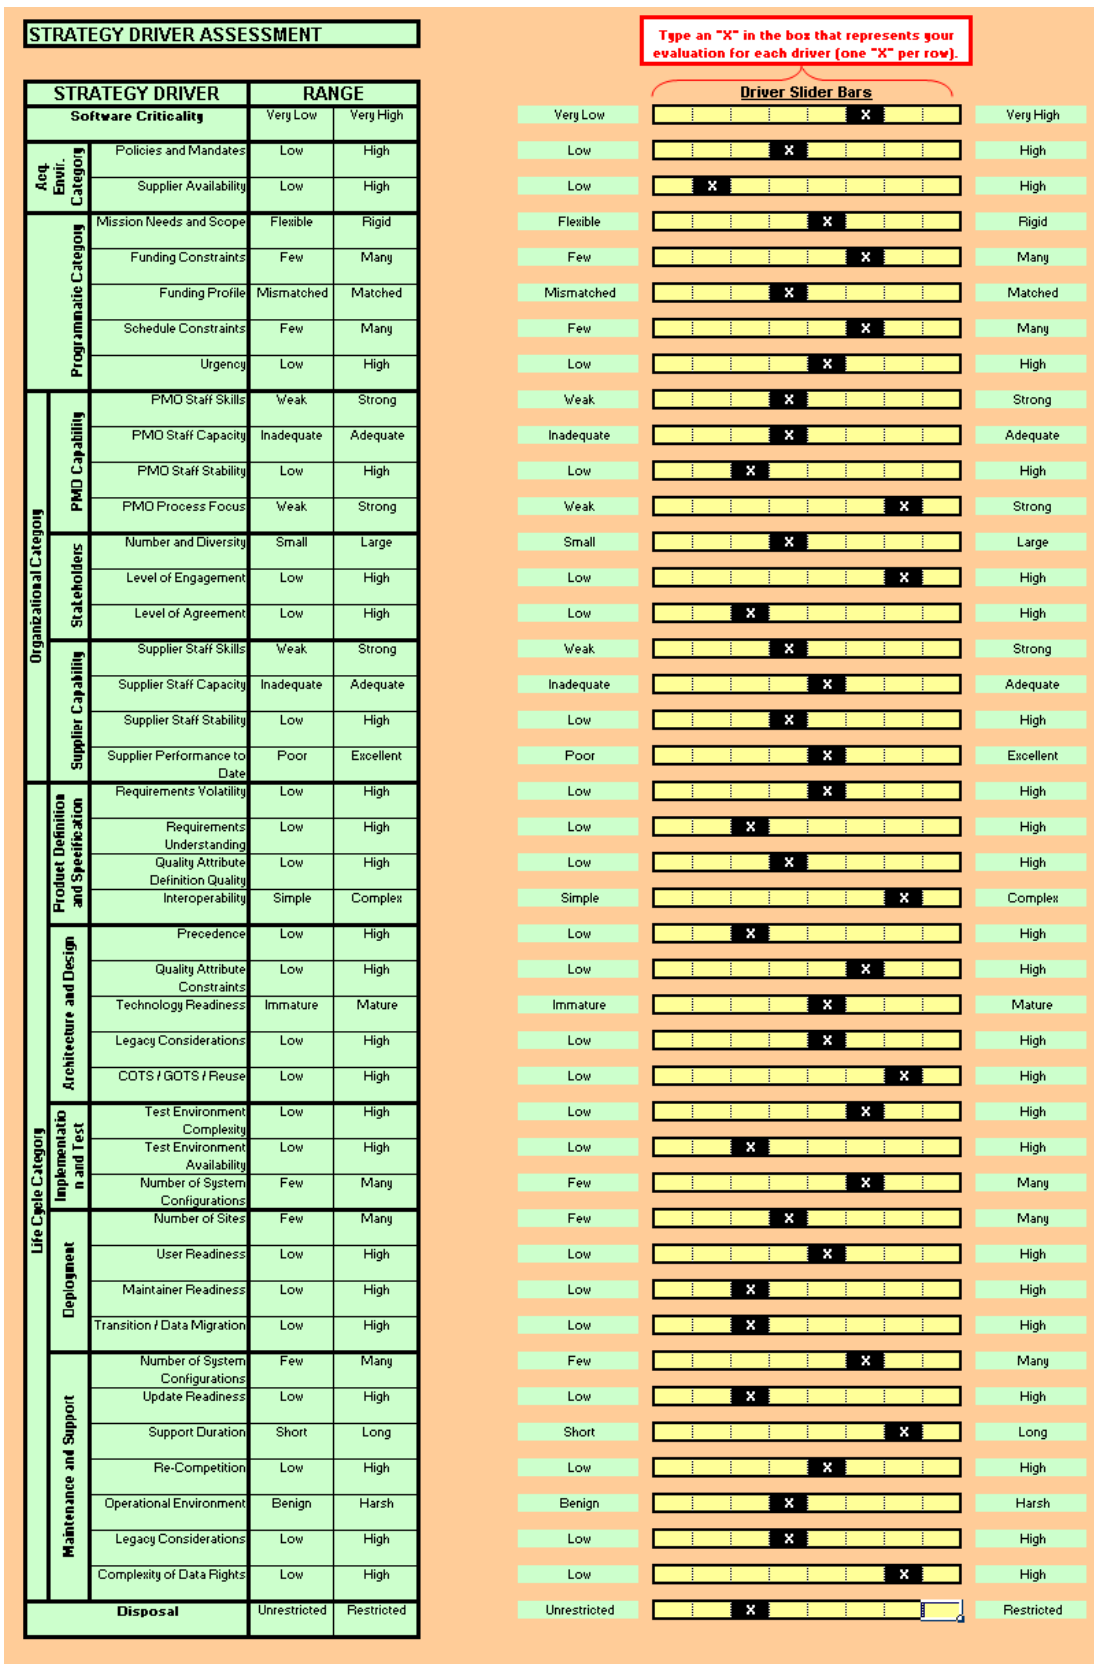 STRATEGY DRIVER ASSESSMENT
Type an "X" in the box that represents your
evaluation for each driver (one "X" per row).
STRATEGY DRIVER RANGE Driver Slider Bars
Software Criticality Very Low Very High Very Low X Very High
Acq.
Envir.
Category
Policies and Mandates Low High Low X High
Supplier Availability Low High Low X High
Programmatic Category
Mission Needs and Scope Flexible Rigid Flexible X Rigid
Funding Constraints Few Many Few X Many
Funding Profile Mismatched Matched Mismatched X Matched
Schedule Constraints Few Many Few X Many
Urgency Low High Low X High
Organizational Category
PMO Capability
PMO Staff Skills Weak Strong Weak X Strong
PMO Staff Capacity Inadequate Adequate Inadequate X Adequate
PMO Staff Stability Low High Low X High
PMO Process Focus Weak Strong Weak X Strong
Stakeholders
Number and Diversity Small Large Small X Large
Level of Engagement Low High Low X High
Level of Agreement Low High Low X High
Supplier Capability
Supplier Staff Skills Weak Strong Weak X Strong
Supplier Staff Capacity Inadequate Adequate Inadequate X Adequate
Supplier Staff Stability Low High Low X High
Supplier Performance to Poor Excellent Poor X Excellent
Date
Life Cycle Category
Product Definition
and Specification
Requirements Volatility Low High Low X High
Requirements Low High Low X High
Understanding
Quality Attribute Low High Low X High
Definition Quality
Interoperability Simple Complex Simple X Complex
Architecture and Design
Precedence Low High Low X High
Quality Attribute Low High Low X High
Constraints
Technology Readiness Immature Mature Immature X Mature
Legacy Considerations Low High Low X High
COTS / GOTS / Reuse Low High Low X High
Implementatio
n and Test
Test Environment Low High Low X High
Complexity
Test Environment Low High Low X High
Availability
Number of System Few Many Few X Many
Configurations
Deployment
Number of Sites Few Many Few X Many
User Readiness Low High Low X High
Maintainer Readiness Low High Low X High
Transition / Data Migration Low High Low X High
Maintenance and Support
Number of System Few Many Few X Many
Configurations
Update Readiness Low High Low X High
Support Duration Short Long Short X Long
Re-Competition Low High Low X High
Operational Environment Benign Harsh Benign X Harsh
Legacy Considerations Low High Low X High
Complexity of Data Rights Low High Low X High
Disposal Unrestricted Restricted Unrestricted X Restricted